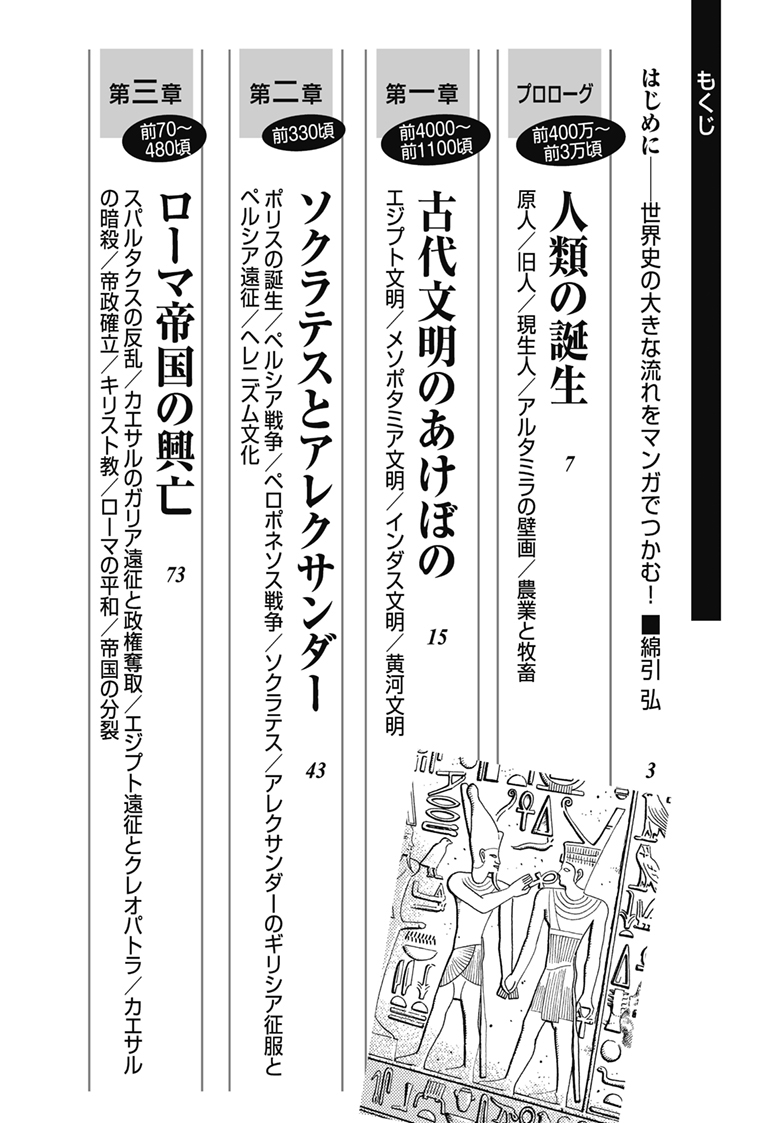 もくじ
はじめに――世界史の大きな流れをマンガでつかむ！ ■綿引 弘 3
プロローグ
前400万〜
前3万頃
人類の誕生 7
原人／旧人／現生人／アルタミラの壁画／農業と牧畜
第一章
前4000〜
前1100頃
古代文明のあけぼの 15
エジプト文明／メソポタミア文明／インダス文明／黄河文明
第二章
前330頃
ソクラテスとアレクサンダー 43
ポリスの誕生／ペルシア戦争／ペロポネソス戦争／ソクラテス／アレクサンダーのギリシア征服と
ペルシア遠征／ヘレニズム文化
第三章
前70〜
480頃
ローマ帝国の興亡 73
スパルタクスの反乱／カエサルのガリア遠征と政権奪取／エジプト遠征とクレオパトラ／カエサル
の暗殺／帝政確立／キリスト教／ローマの平和／帝国の分裂